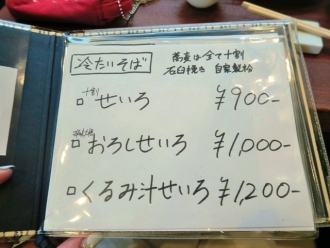 冷たいそば
蕎麦は全て十割
石臼挽き 自家製粉
十割
せいろ ¥900-
おろしせいろ ¥1,000-
くるみ汁せいろ ¥1,200-